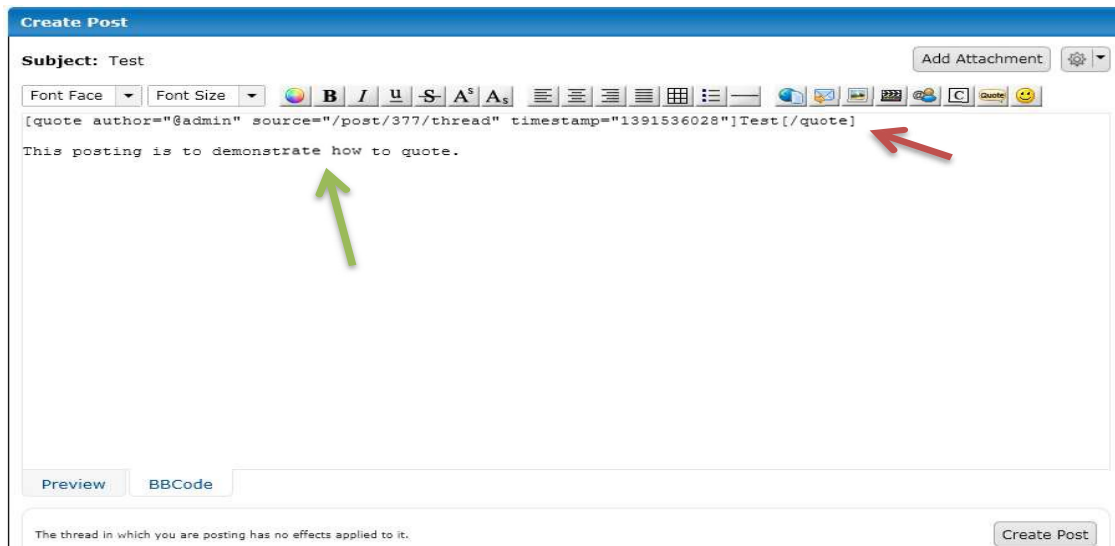 Create Post
Subject: Test
Add Attachment
Font Face Font Size B I u S A^s A_s C Quote
[quote author="@admin" source="/post/377/thread" timestamp="1391536028"]Test[/quote]
This posting is to demonstrate how to quote.
Preview BBCode
The thread in which you are posting has no effects applied to it.
Create Post